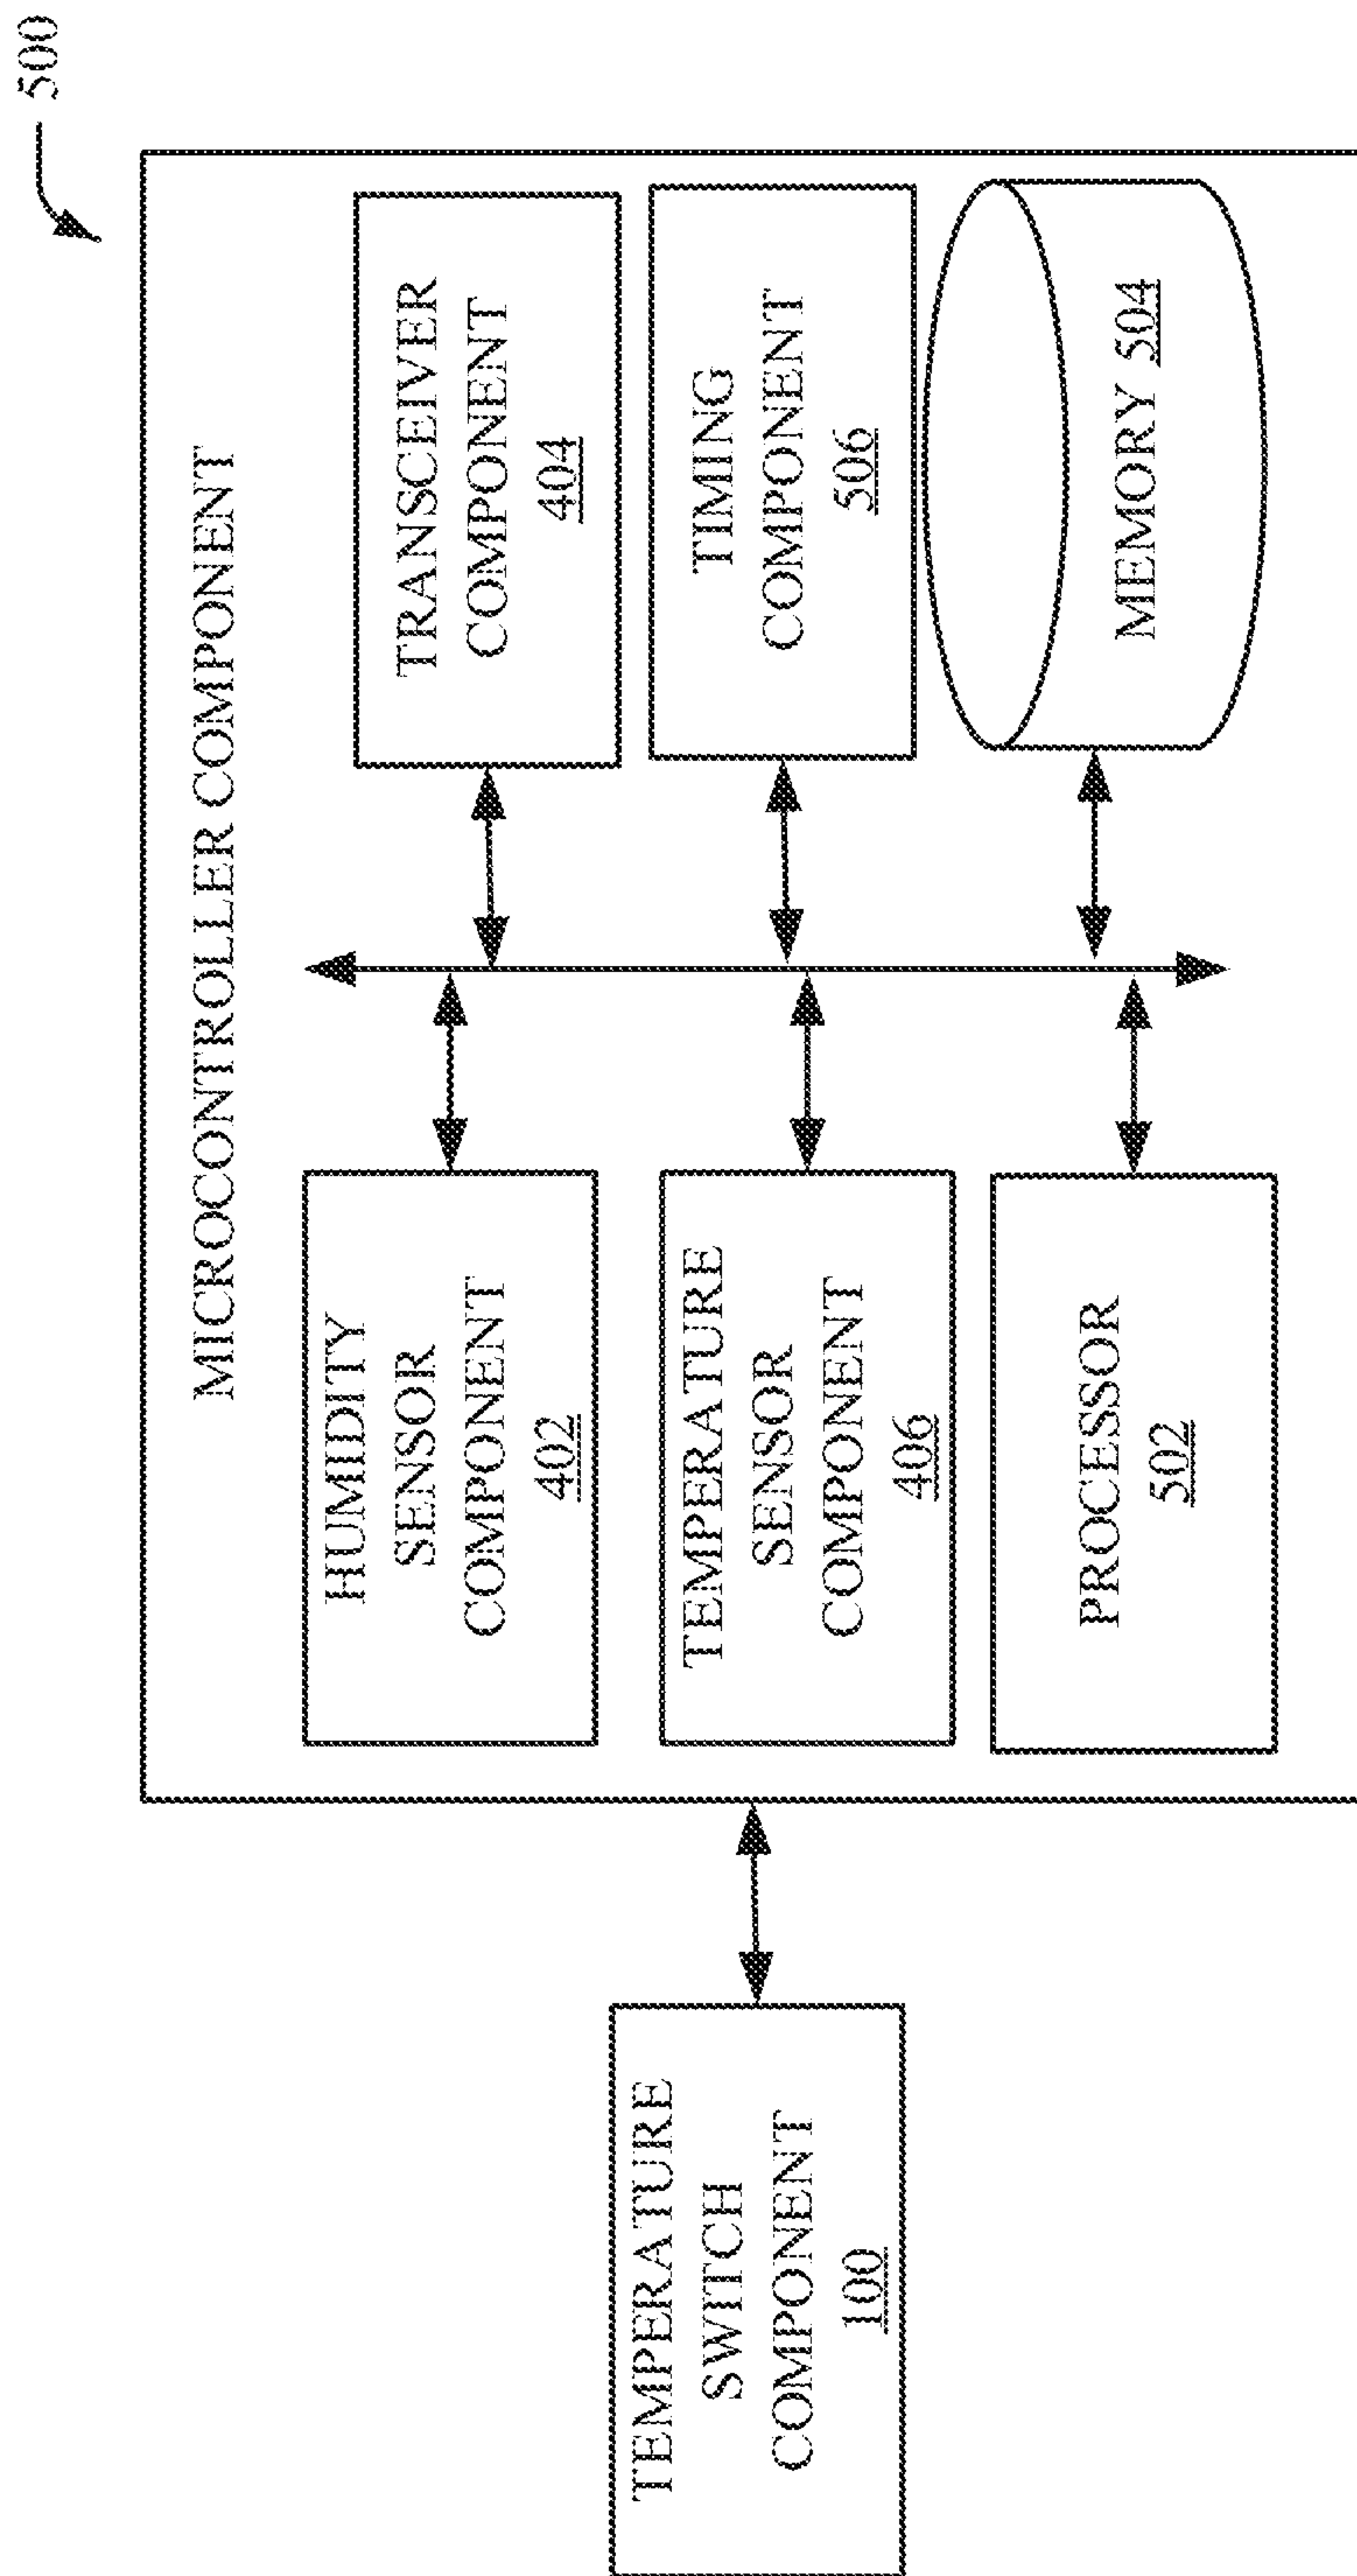 500
MICROCONTROLLER COMPONENT
HUMIDITY
SENSOR
COMPONENT
402
TRANSCEIVER
COMPONENT
404
TEMPERATURE
SWITCH
COMPONENT
100
TEMPERATURE
SENSOR
COMPONENT
406
TIMING
COMPONENT
506
PROCESSOR
502
MEMORY 504